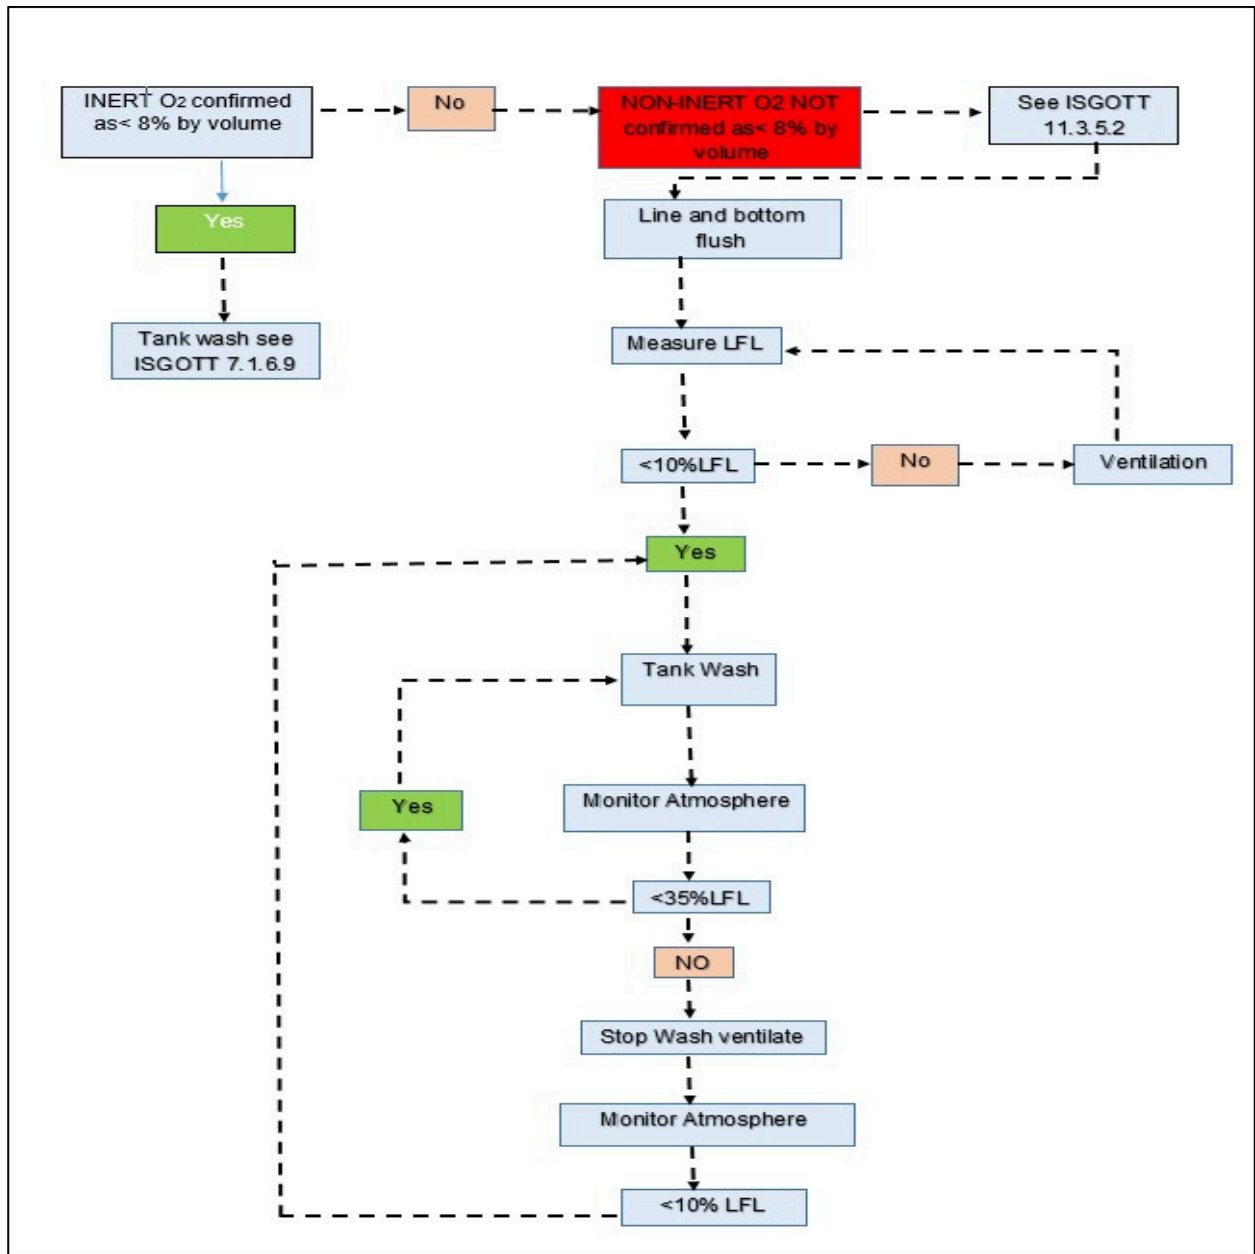 INERT O2 confirmed
as< 8% by volume
No
NON-INERT O2 NOT
confirmed as< 8% by
volume
See ISGOTT
11.3.5.2
Yes
Line and bottom
flush
Tank wash see
ISGOTT 7.1.6.9
Measure LFL
<10%LFL
No
Ventilation
Yes
Tank Wash
Monitor Atmosphere
Yes
<35%LFL
NO
Stop Wash ventilate
Monitor Atmosphere
<10% LFL